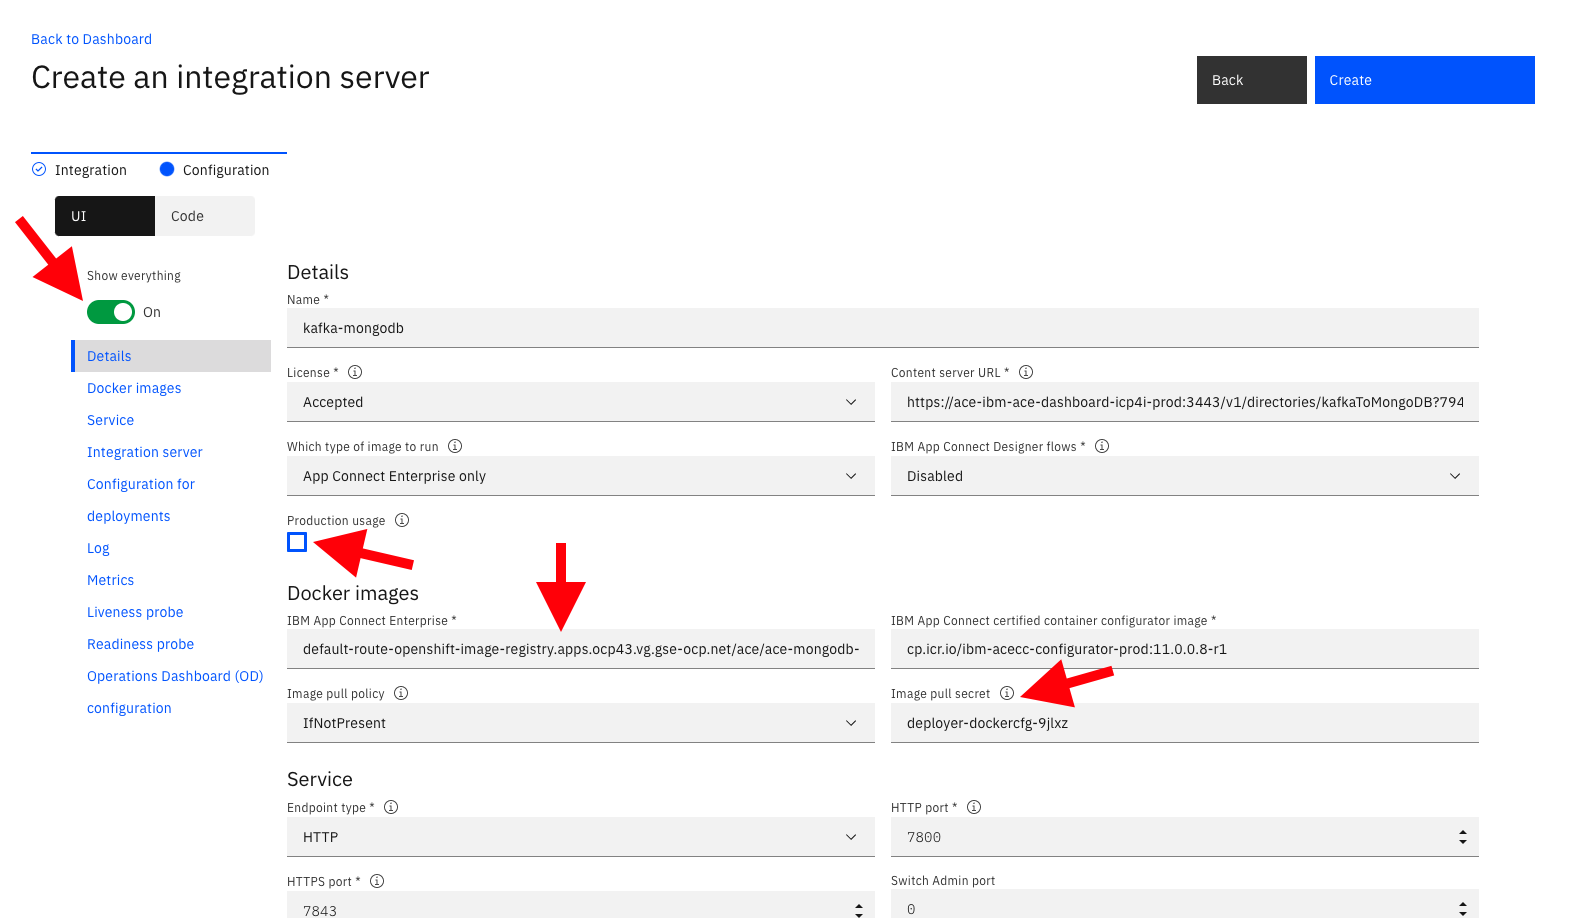 Back to Dashboard
Create an integration server
Back
Create
Integration
Configuration
UI
Code
Show everything
On
Details
Docker images
Service
Integration server
Configuration for
deployments
Log
Metrics
Liveness probe
Readiness probe
Operations Dashboard (OD)
configuration
Details
Name *
kafka-mongodb
License *
Content server URL *
Accepted
https://ace-ibm-ace-dashboard-icp4i-prod:3443/v1/directories/kafkaToMongoDB?794
Which type of image to run
IBM App Connect Designer flows *
App Connect Enterprise only
Disabled
Production usage
Docker images
IBM App Connect Enterprise *
IBM App Connect certified container configurator image *
default-route-openshift-image-registry.apps.ocp43.vg.gse-ocp.net/ace/ace-mongodb-
cp.icr.io/ibm-acecc-configurator-prod:11.0.0.8-r1
Image pull policy
Image pull secret
IfNotPresent
deployer-dockercfg-9jlxz
Service
Endpoint type *
HTTP port *
HTTP
7800
HTTPS port *
Switch Admin port
7843
0